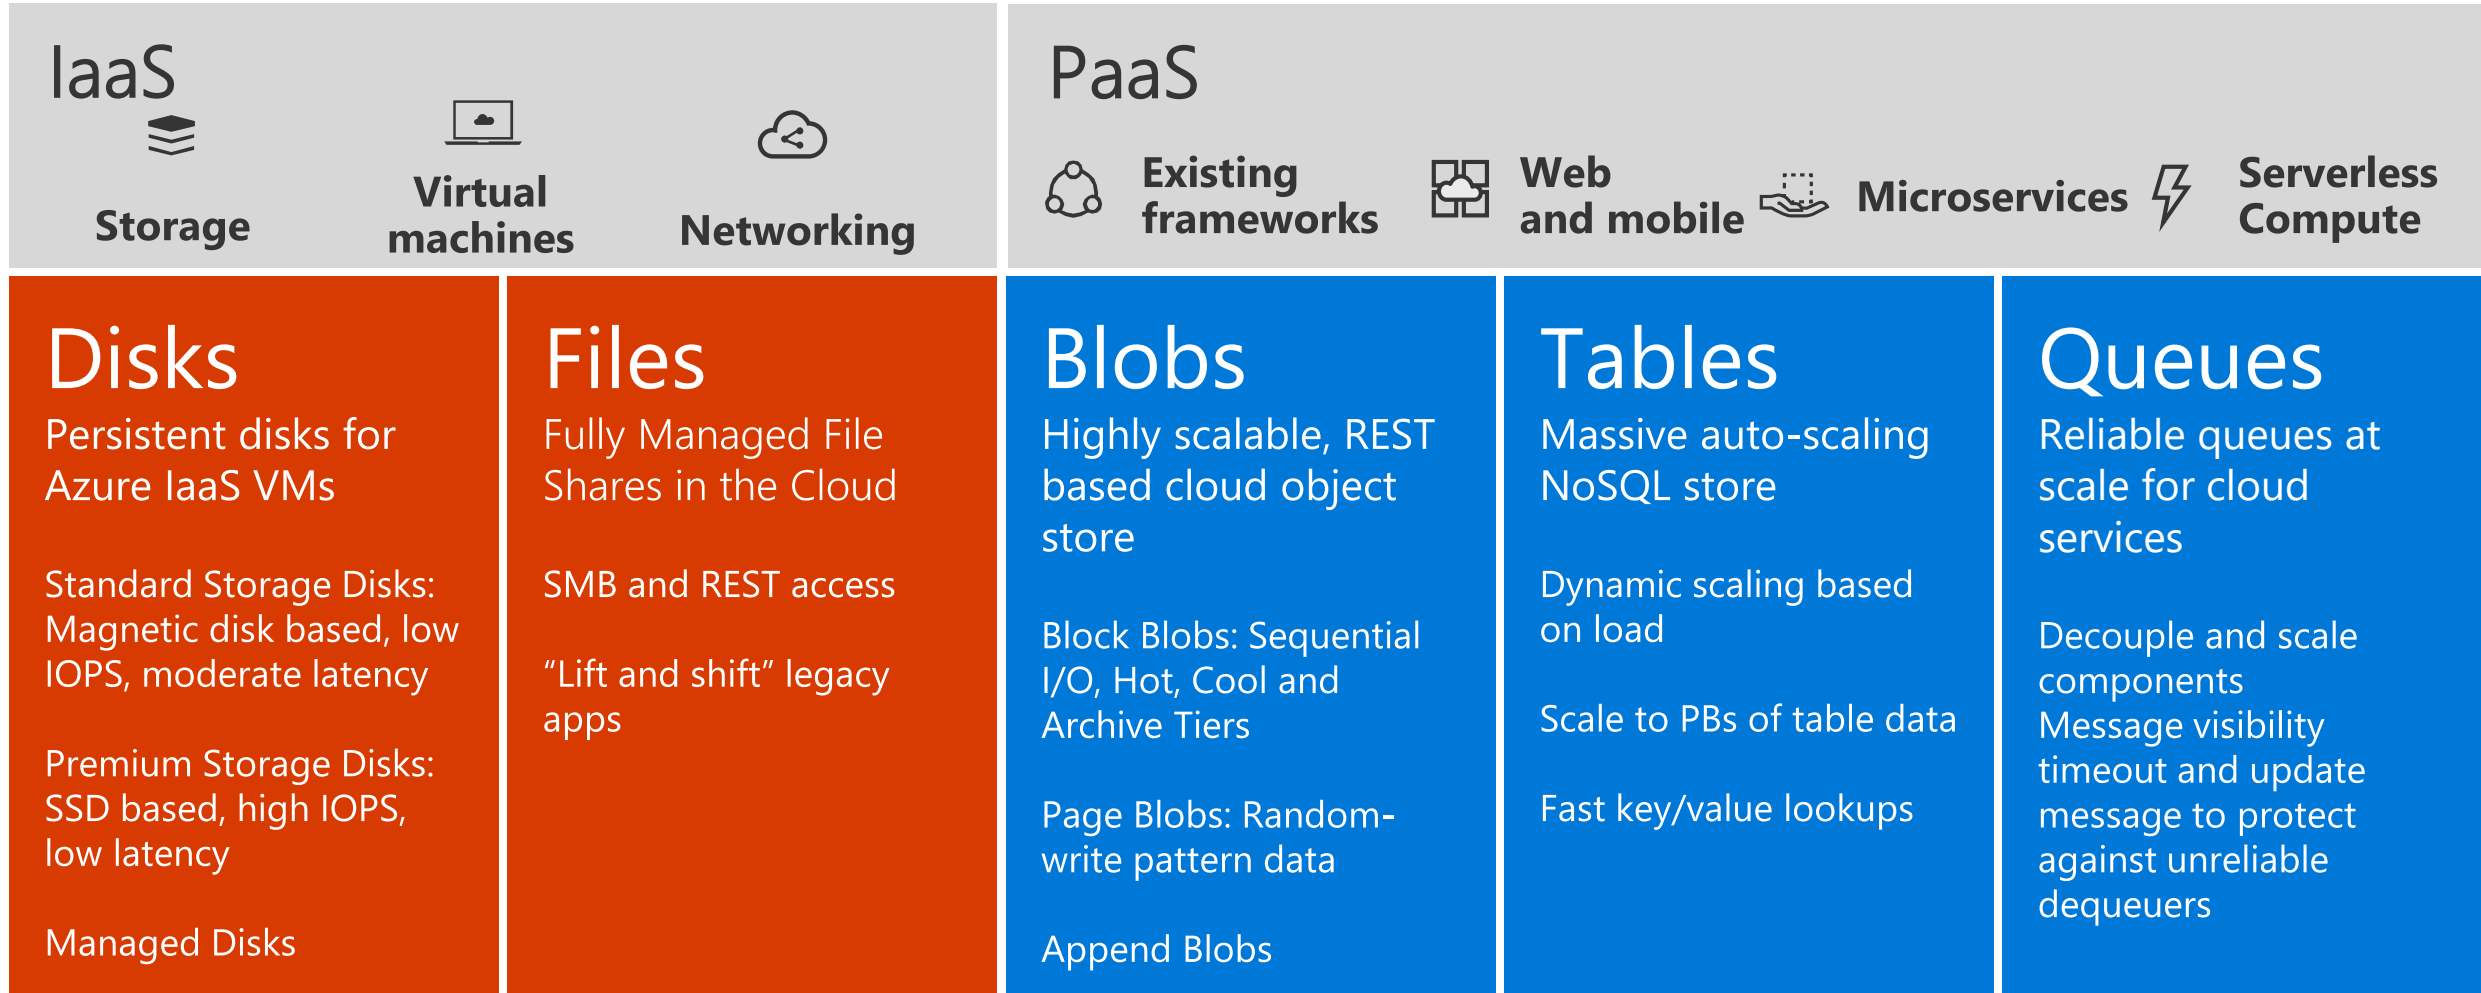 IaaS
Storage
Virtual
machines
Networking
PaaS
Existing
frameworks
Web
and mobile
Microservices
Serverless
Compute
Disks
Persistent disks for
Azure IaaS VMs
Standard Storage Disks:
Magnetic disk based, low
IOPS, moderate latency
Premium Storage Disks:
SSD based, high IOPS,
low latency
Managed Disks
Files
Fully Managed File
Shares in the Cloud
SMB and REST access
“Lift and shift” legacy
apps
Blobs
Highly scalable, REST
based cloud object
store
Block Blobs: Sequential
I/O, Hot, Cool and
Archive Tiers
Page Blobs: Random-
write pattern data
Append Blobs
Tables
Massive auto-scaling
NoSQL store
Dynamic scaling based
on load
Scale to PBs of table data
Fast key/value lookups
Queues
Reliable queues at
scale for cloud
services
Decouple and scale
components
Message visibility
timeout and update
message to protect
against unreliable
dequeuers